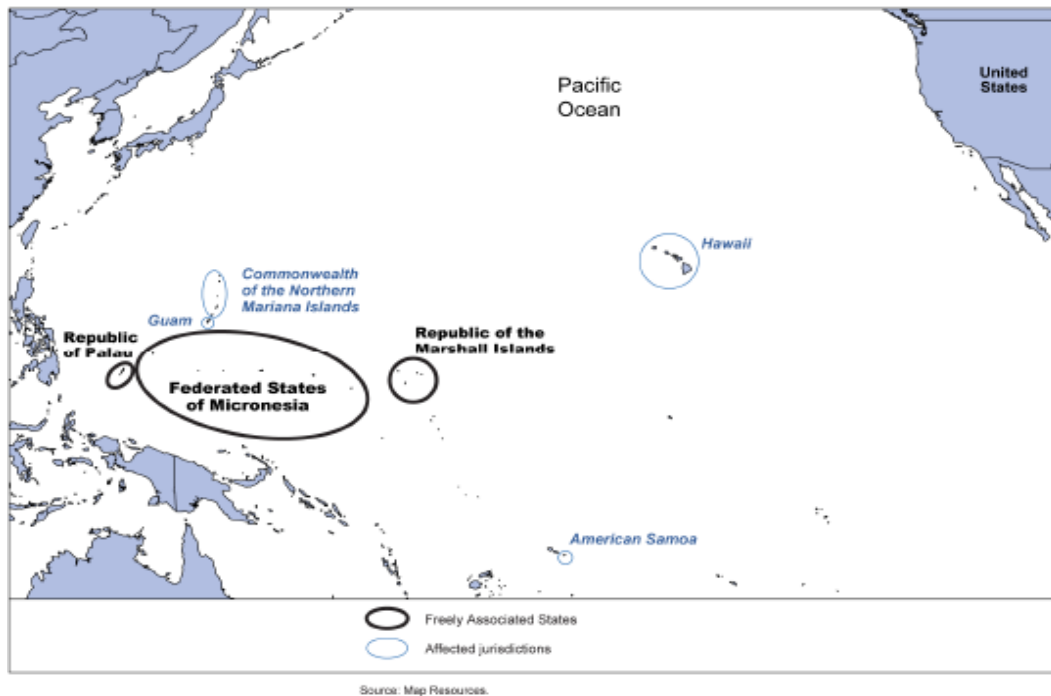 Pacific
Ocean
United
States
Hawaii
Commonwealth
of the Northern
Mariana Islands
Guam
Republic
of Palau
Republic of the
Marshall Islands
Federated States
of Micronesia
American Samoa
Freely Associated States
Affected jurisdictions
Source: Map Resources.